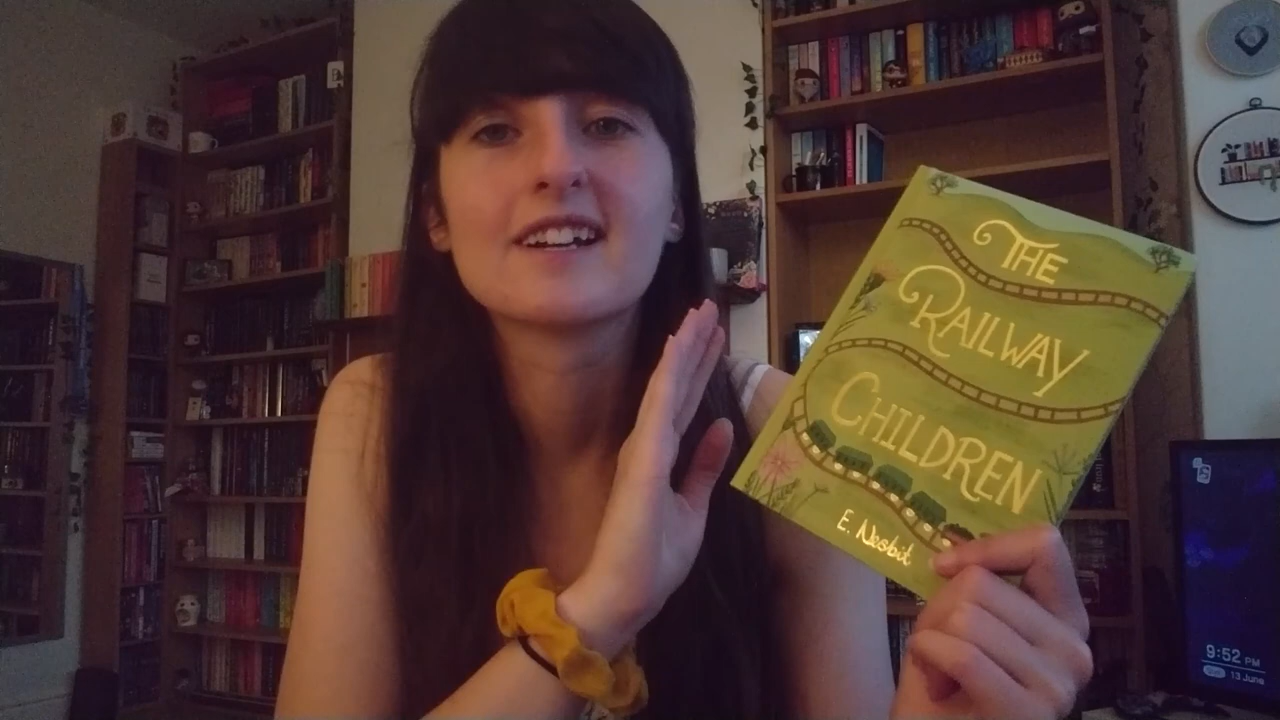 THE
RAILWAY
CHILDREN
E. Nesbit
9:52 PM
13 June